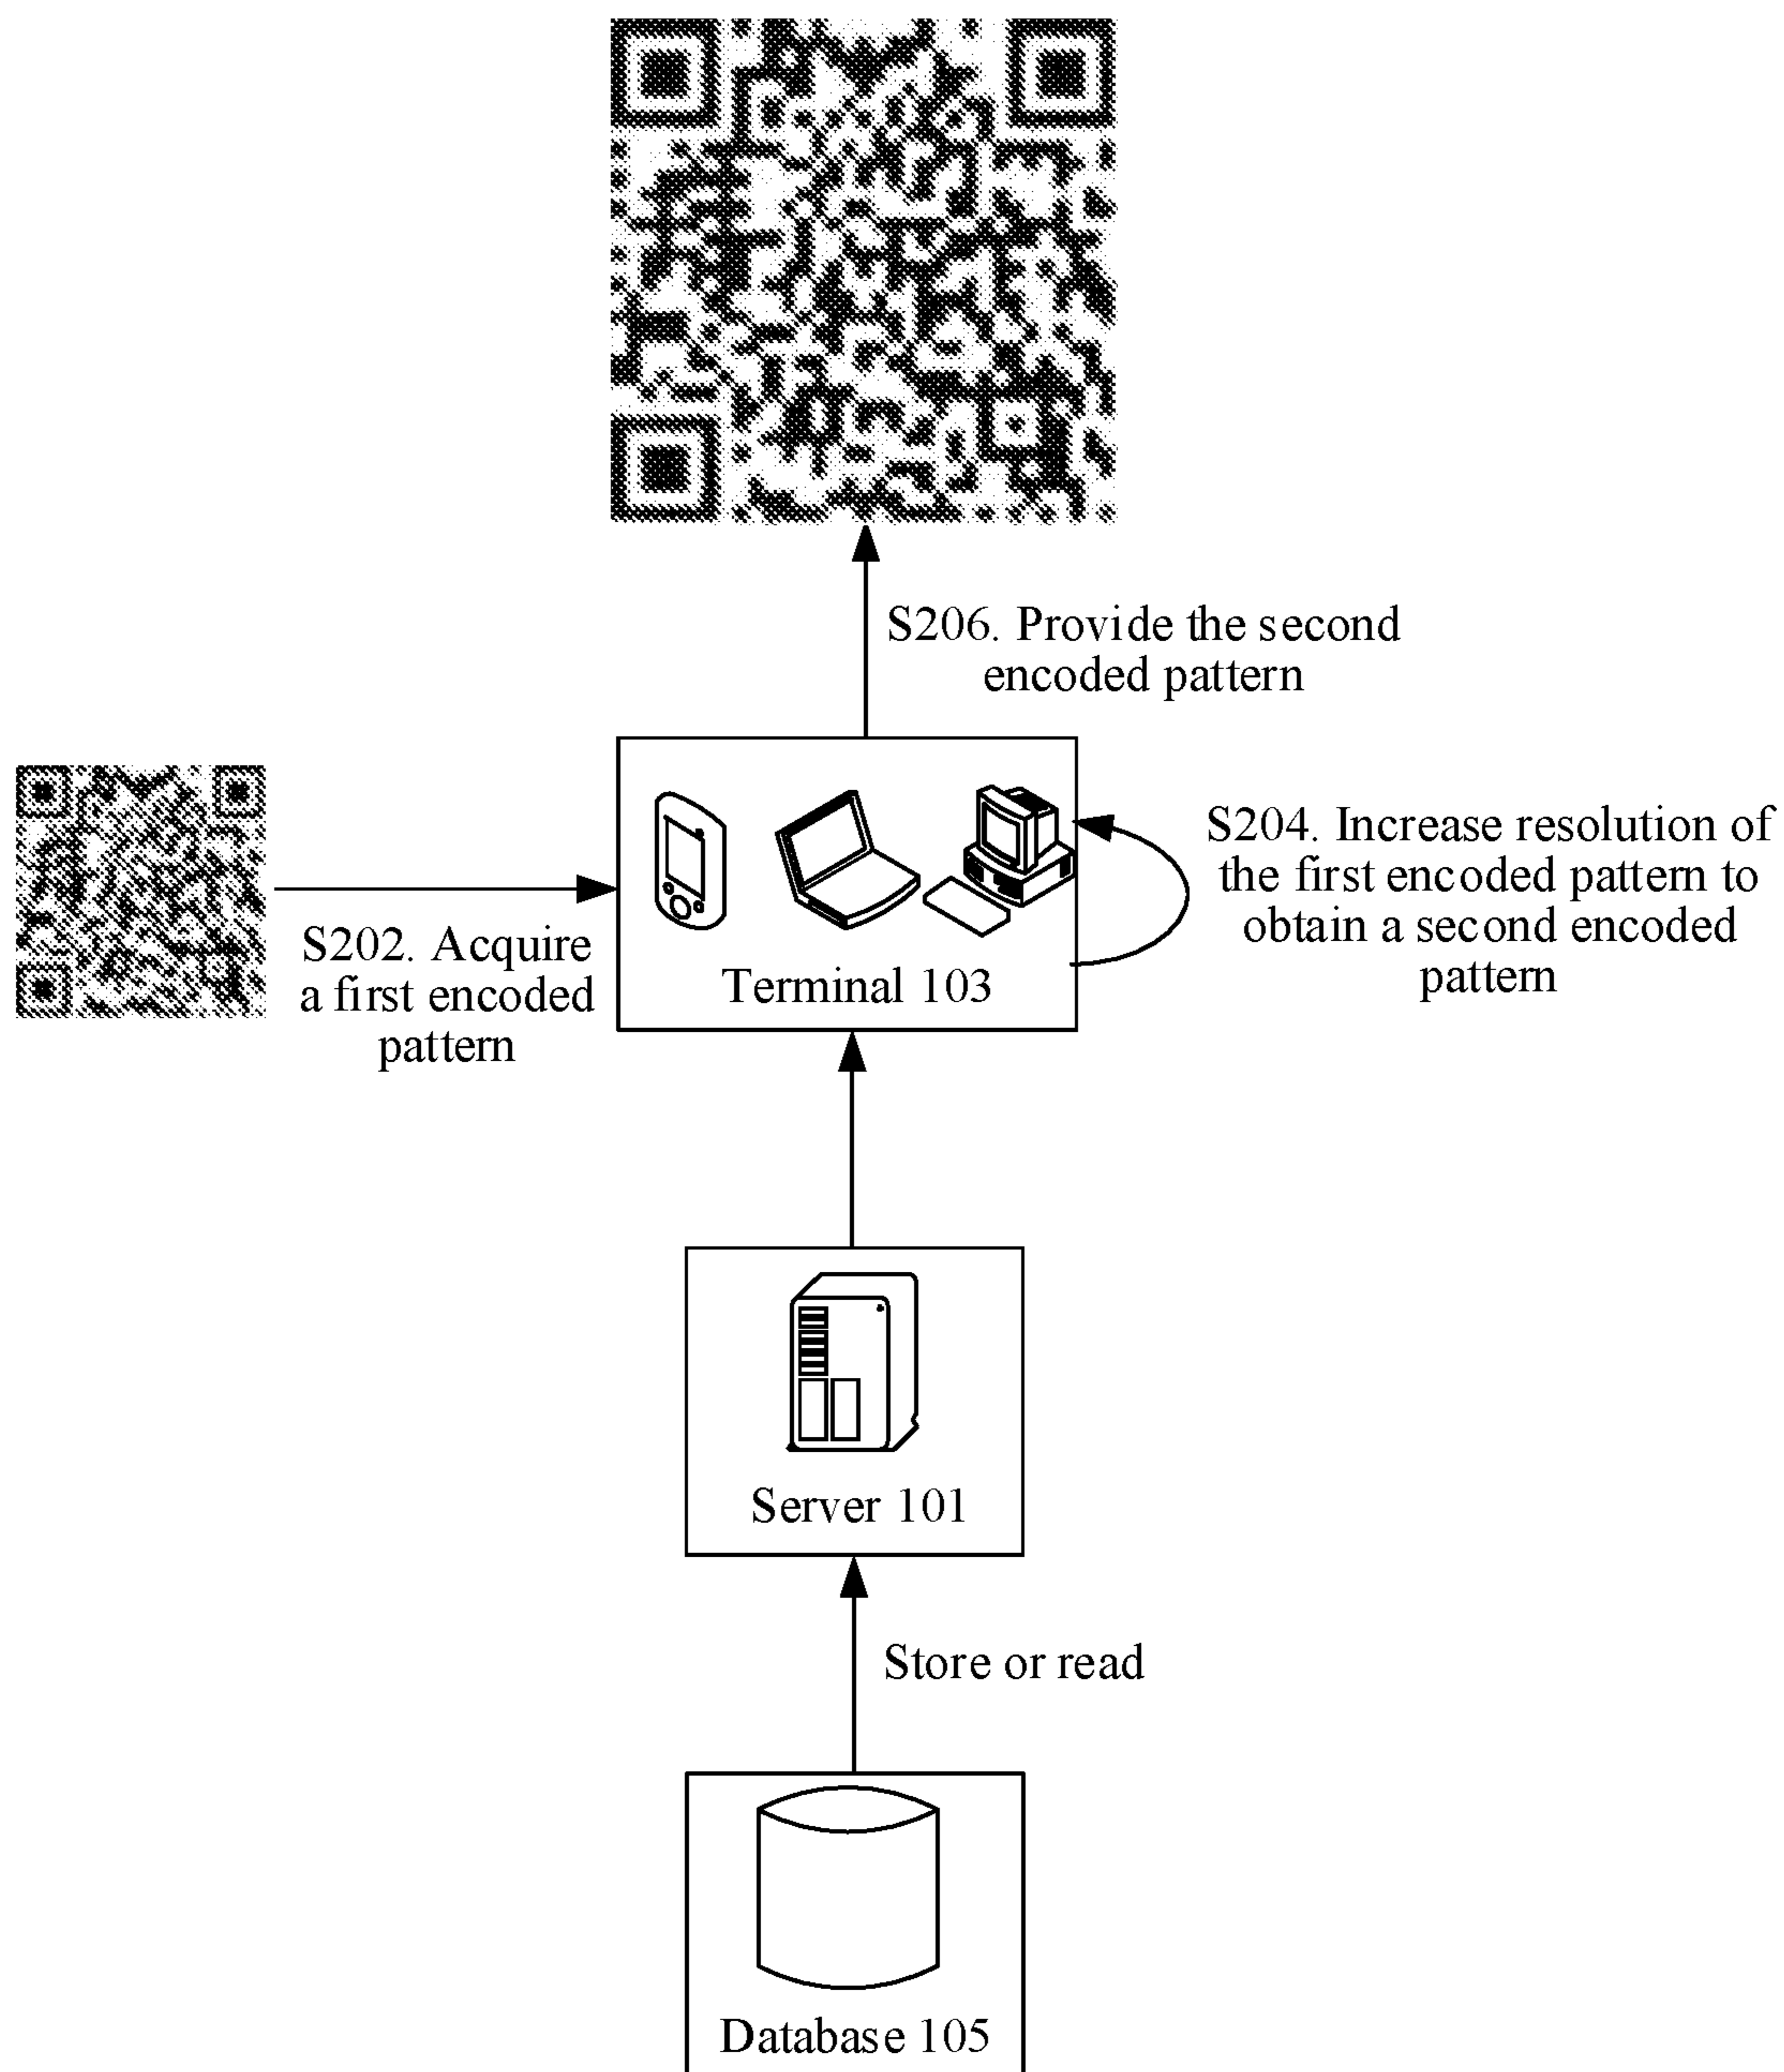 S206. Provide the second
encoded pattern
S202. Acquire
a first encoded
pattern
Terminal 103
S204. Increase resolution of
the first encoded pattern to
obtain a second encoded
pattern
Server 101
Store or read
Database 105